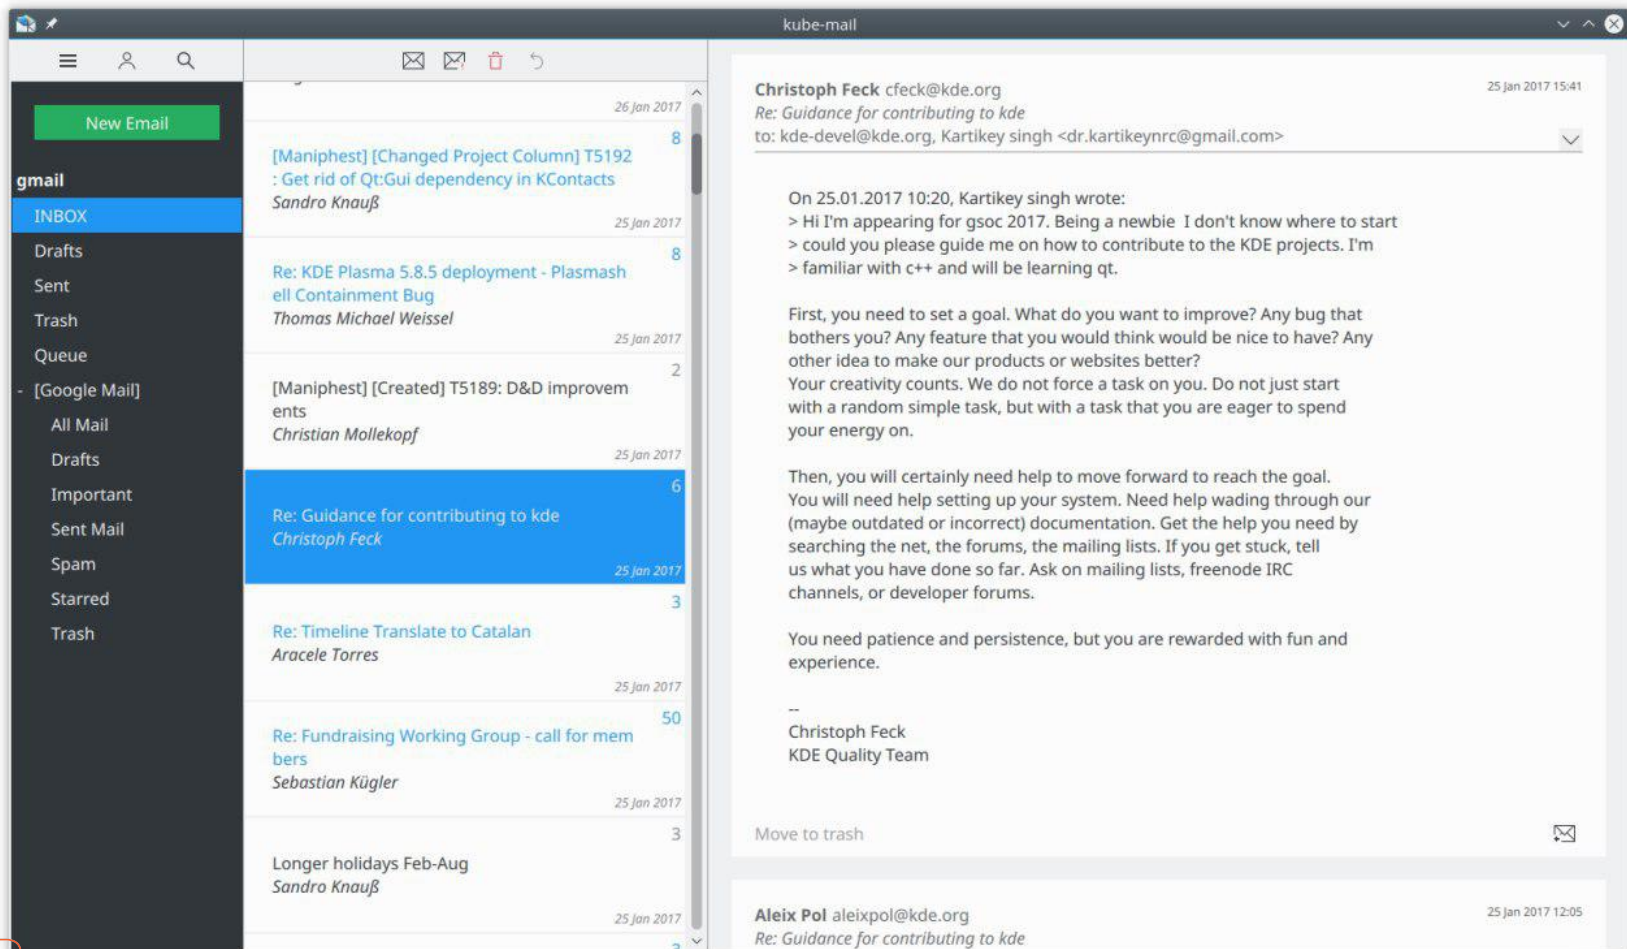 kube-mail
New Email
gmail
INBOX
Drafts
Sent
Trash
Queue
- [Google Mail]
All Mail
Drafts
Important
Sent Mail
Spam
Starred
Trash
26 Jan 2017
8
[Maniphest] [Changed Project Column] T5192
: Get rid of Qt:Gui dependency in KContacts
Sandro Knauß
25 Jan 2017
8
Re: KDE Plasma 5.8.5 deployment - Plasmash
ell Containment Bug
Thomas Michael Weissel
25 Jan 2017
2
[Maniphest] [Created] T5189: D&D improvem
ents
Christian Mollekopf
25 Jan 2017
6
Re: Guidance for contributing to kde
Christoph Feck
25 Jan 2017
3
Re: Timeline Translate to Catalan
Aracele Torres
25 Jan 2017
50
Re: Fundraising Working Group - call for mem
bers
Sebastian Kügler
25 Jan 2017
3
Longer holidays Feb-Aug
Sandro Knauß
25 Jan 2017
Christoph Feck cfeck@kde.org 25 Jan 2017 15:41
Re: Guidance for contributing to kde
to: kde-devel@kde.org, Kartikey singh <dr.kartikeynrc@gmail.com>
On 25.01.2017 10:20, Kartikey singh wrote:
> Hi I'm appearing for gsoc 2017. Being a newbie  I don't know where to start
> could you please guide me on how to contribute to the KDE projects. I'm
> familiar with c++ and will be learning qt.
First, you need to set a goal. What do you want to improve? Any bug that
bothers you? Any feature that you would think would be nice to have? Any
other idea to make our products or websites better?
Your creativity counts. We do not force a task on you. Do not just start
with a random simple task, but with a task that you are eager to spend
your energy on.
Then, you will certainly need help to move forward to reach the goal.
You will need help setting up your system. Need help wading through our
(maybe outdated or incorrect) documentation. Get the help you need by
searching the net, the forums, the mailing lists. If you get stuck, tell
us what you have done so far. Ask on mailing lists, freenode IRC
channels, or developer forums.
You need patience and persistence, but you are rewarded with fun and
experience.
--
Christoph Feck
KDE Quality Team
Move to trash
Aleix Pol aleixpol@kde.org 25 Jan 2017 12:05
Re: Guidance for contributing to kde